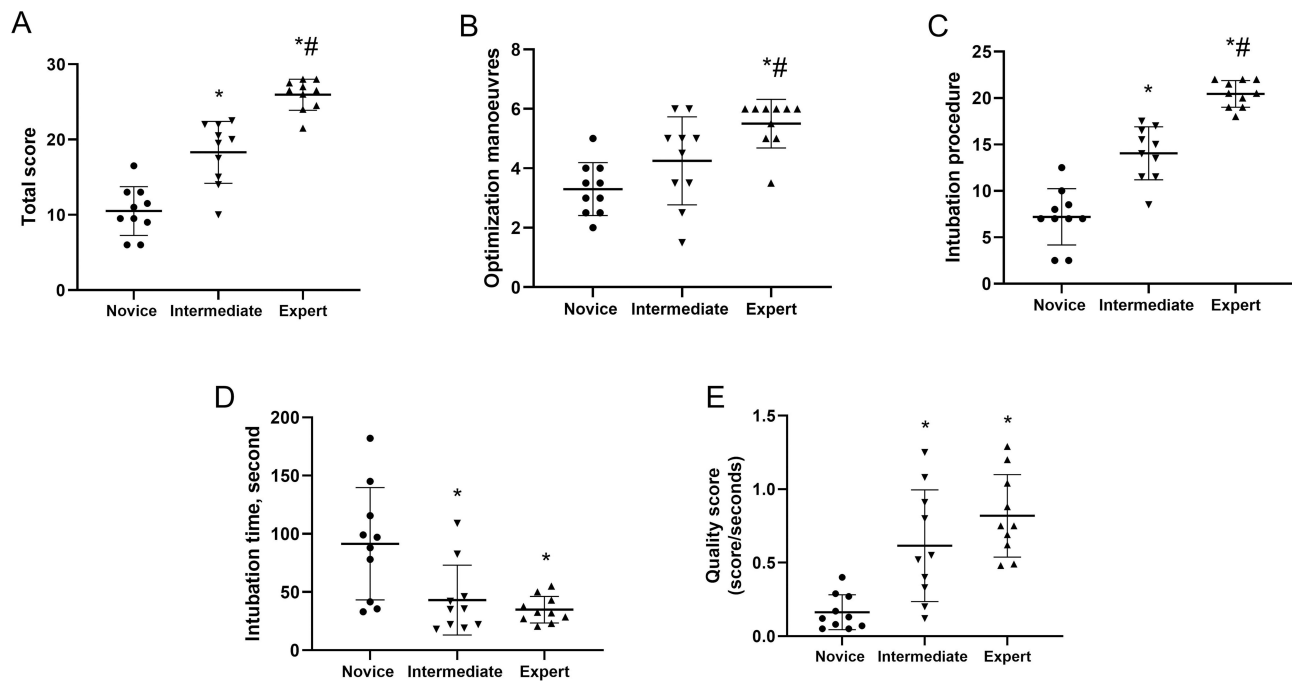 A
Total score
30
20
10
0
*
*#
Novice
Intermediate
Expert
B
Optimization manoeuvres
8
6
4
2
0
*#
Novice
Intermediate
Expert
C
Intubation procedure
25
20
15
10
5
0
*
*#
Novice
Intermediate
Expert
D
Intubation time, second
200
150
100
50
0
*
*
Novice
Intermediate
Expert
E
Quality score
(score/seconds)
1.5
1.0
0.5
0.0
*
*
Novice
Intermediate
Expert